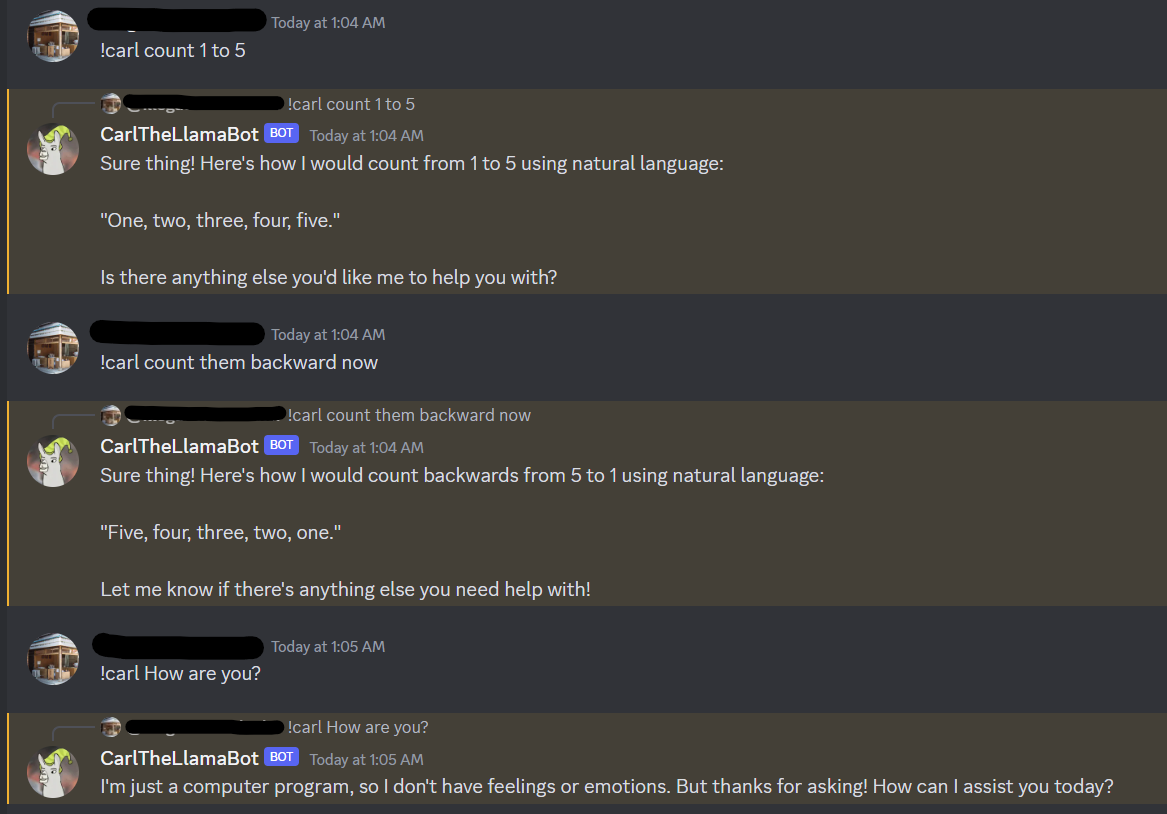 Today at 1:04 AM
!carl count 1 to 5
!carl count 1 to 5
CarlTheLlamaBot BOT Today at 1:04 AM
Sure thing! Here's how I would count from 1 to 5 using natural language:
"One, two, three, four, five."
Is there anything else you'd like me to help you with?
Today at 1:04 AM
!carl count them backward now
!carl count them backward now
CarlTheLlamaBot BOT Today at 1:04 AM
Sure thing! Here's how I would count backwards from 5 to 1 using natural language:
"Five, four, three, two, one."
Let me know if there's anything else you need help with!
Today at 1:05 AM
!carl How are you?
!carl How are you?
CarlTheLlamaBot BOT Today at 1:05 AM
I'm just a computer program, so I don't have feelings or emotions. But thanks for asking! How can I assist you today?